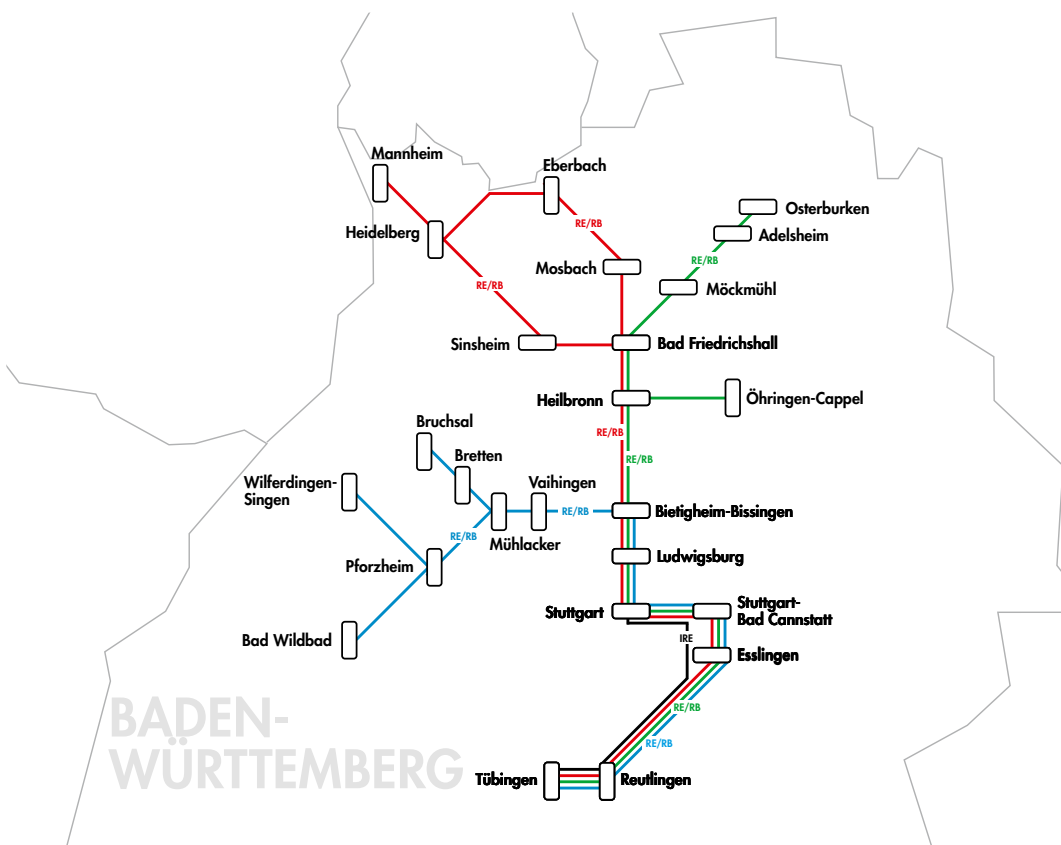 Mannheim
Eberbach
Osterburken
RE/RB
Heidelberg
Adelsheim
RE/RB
Mosbach
RE/RB
Möckmühl
Sinsheim
Bad Friedrichshall
Heilbronn
Öhringen-Cappel
Bruchsal
RE/RB
Bretten
RE/RB
Wilferdingen-
Singen
Vaihingen
RE/RB
Bietigheim-Bissingen
RE/RB
Mühlacker
Pforzheim
Ludwigsburg
Stuttgart
Stuttgart-
Bad Cannstatt
Bad Wildbad
IRE
Esslingen
BADEN-
WÜRTTEMBERG
RE/RB
RE/RB
Tübingen
Reutlingen